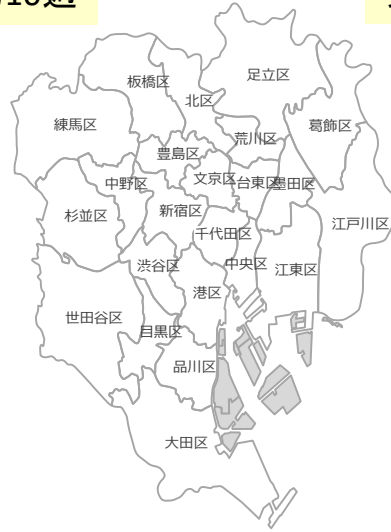 10週
足立区
板橋区
北区
練馬区
葛飾区
荒川区
豊島区
文京区
台東区
墨田区
中野区
杉並区
新宿区
江戸川区
千代田区
渋谷区
中央区
江東区
港区
世田谷区
目黒区
品川区
大田区